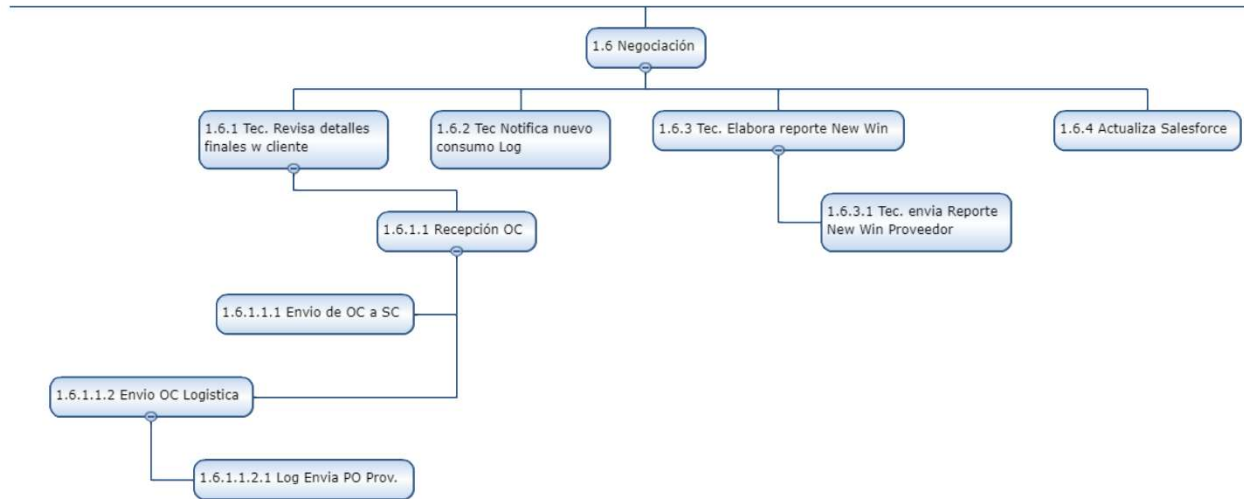 1.6 Negociación
1.6.1 Tec. Revisa detalles
finales w cliente
1.6.2 Tec Notifica nuevo
consumo Log
1.6.3 Tec. Elabora reporte New Win
1.6.4 Actualiza Salesforce
1.6.3.1 Tec. envia Reporte
New Win Proveedor
1.6.1.1 Recepción OC
1.6.1.1.1 Envio de OC a SC
1.6.1.1.2 Envio OC Logistica
1.6.1.1.2.1 Log Envia PO Prov.